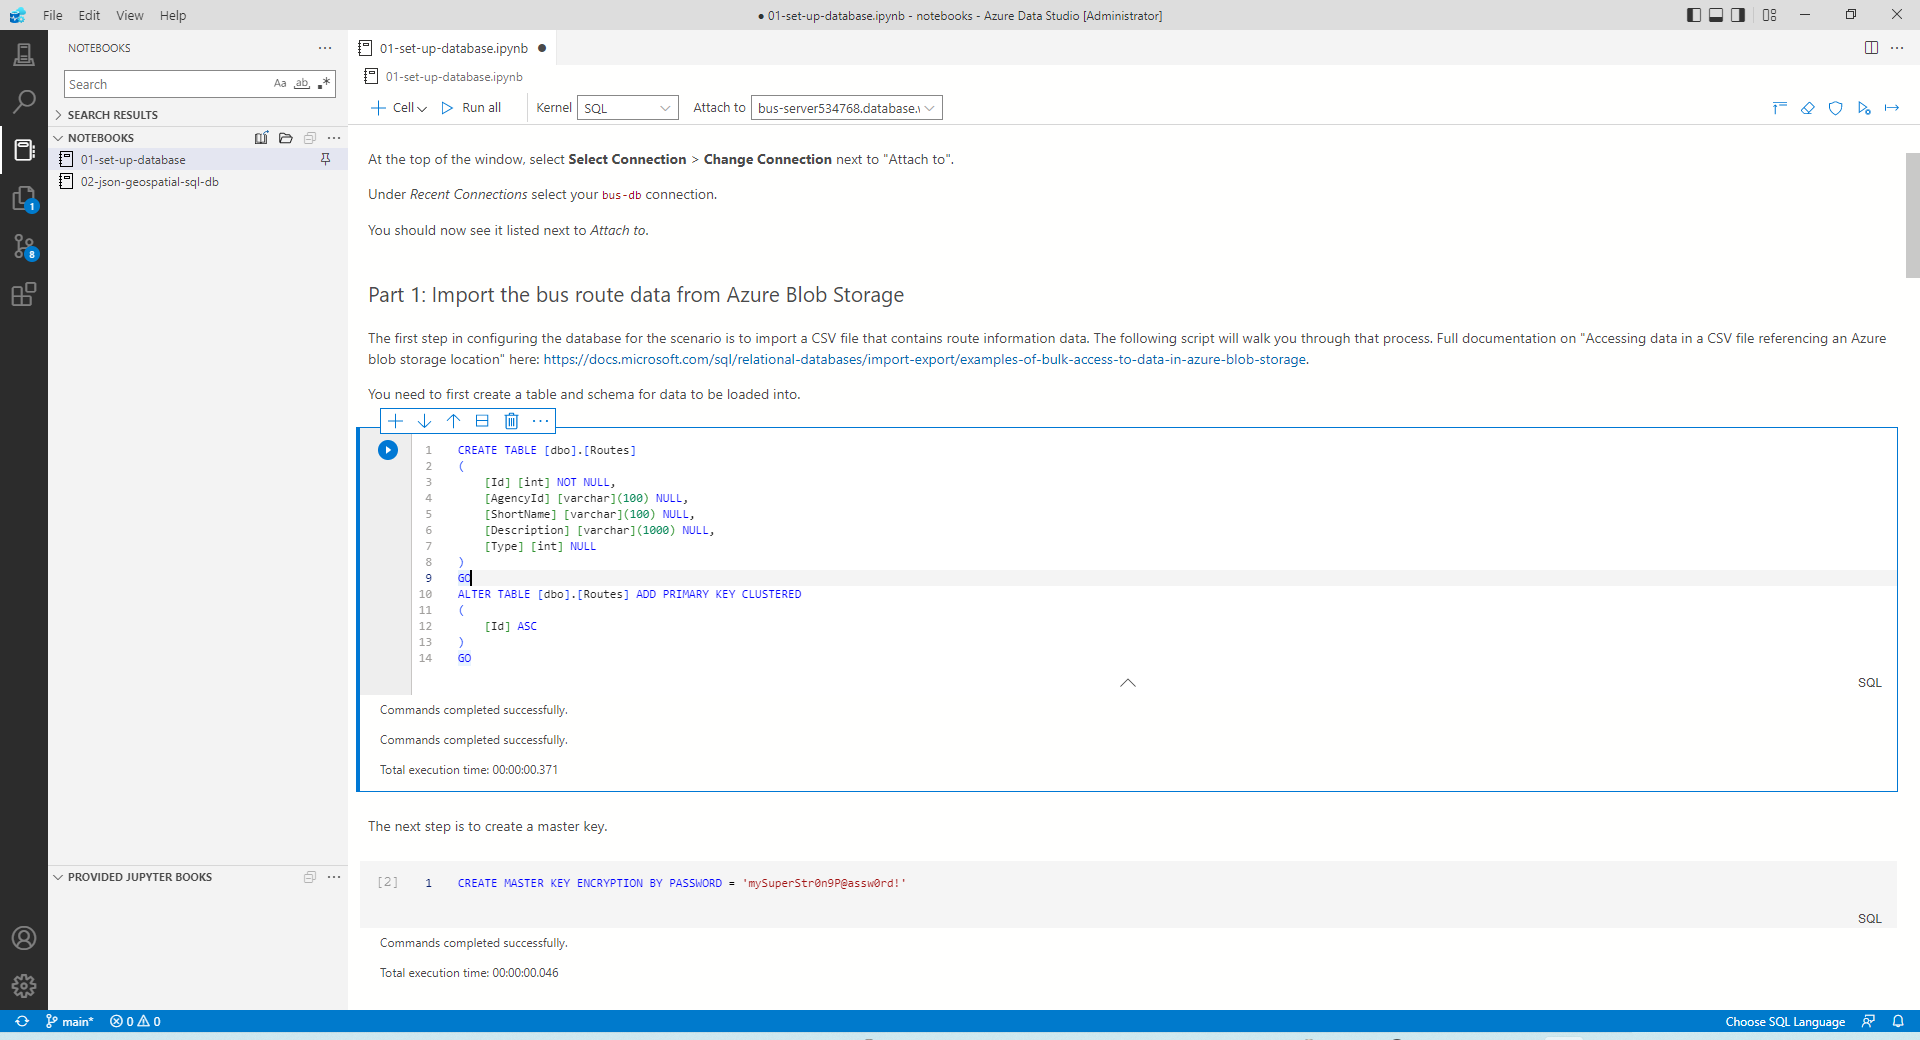 File Edit View Help
● 01-set-up-database.ipynb - notebooks - Azure Data Studio [Administrator]
NOTEBOOKS
Search
Aa ab
SEARCH RESULTS
NOTEBOOKS
01-set-up-database
02-json-geospatial-sql-db
1
8
PROVIDED JUPYTER BOOKS
01-set-up-database.ipynb ●
01-set-up-database.ipynb
Cell Run all Kernel SQL Attach to bus-server534768.database.
At the top of the window, select Select Connection > Change Connection next to "Attach to".
Under Recent Connections select your bus-db connection.
You should now see it listed next to Attach to.
Part 1: Import the bus route data from Azure Blob Storage
The first step in configuring the database for the scenario is to import a CSV file that contains route information data. The following script will walk you through that process. Full documentation on "Accessing data in a CSV file referencing an Azure
blob storage location" here: https://docs.microsoft.com/sql/relational-databases/import-export/examples-of-bulk-access-to-data-in-azure-blob-storage.
You need to first create a table and schema for data to be loaded into.
1 CREATE TABLE [dbo].[Routes]
2 (
3 [Id] [int] NOT NULL,
4 [AgencyId] [varchar](100) NULL,
5 [ShortName] [varchar](100) NULL,
6 [Description] [varchar](1000) NULL,
7 [Type] [int] NULL
8 )
9 GO
10 ALTER TABLE [dbo].[Routes] ADD PRIMARY KEY CLUSTERED
11 (
12 [Id] ASC
13 )
14 GO
SQL
Commands completed successfully.
Commands completed successfully.
Total execution time: 00:00:00.371
The next step is to create a master key.
[2] 1 CREATE MASTER KEY ENCRYPTION BY PASSWORD = 'mySuperStr0n9P@assw0rd!'
SQL
Commands completed successfully.
Total execution time: 00:00:00.046
main* 0 0
Choose SQL Language